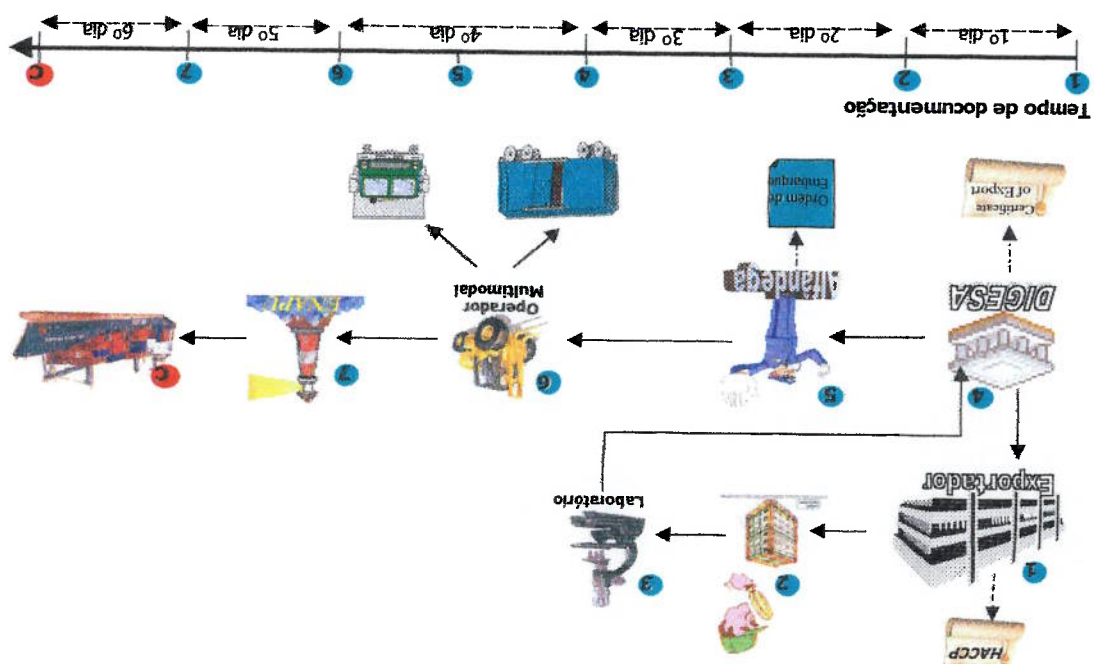 HACCP
1
Exportador
2
3
Laboratório
4
DIGESA
Certificate
of Export
5
Alfândega
Ordem de
Embarque
6
Operador
Multimodal
7
ENAPU
C
Tempo de documentação
1 2 3 4 5 6 7 C
1º dia 2º dia 3º dia 4º dia 5º dia 6º dia